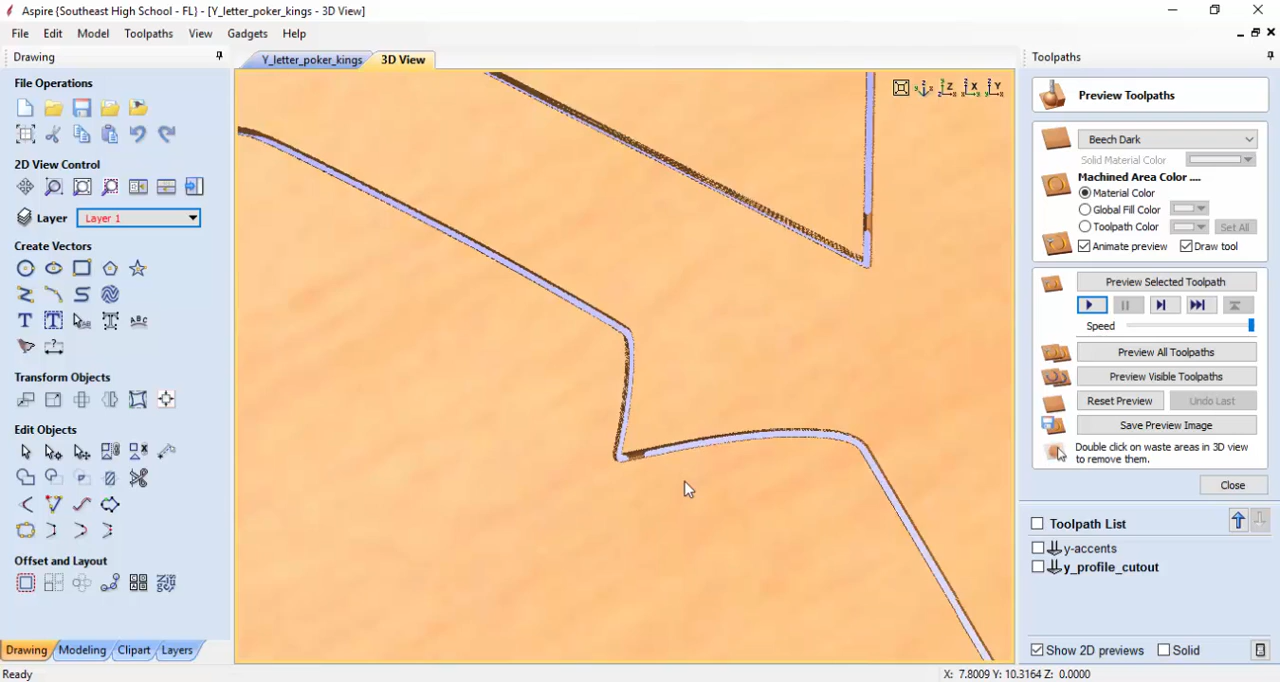 Aspire {Southeast High School - FL} - [Y_letter_poker_kings - 3D View]
File Edit Model Toolpaths View Gadgets Help
Drawing
File Operations
2D View Control
Layer Layer 1
Create Vectors
Transform Objects
Edit Objects
Offset and Layout
Drawing Modeling Clipart Layers
Y_letter_poker_kings 3D View
Z X Y
Toolpaths
Preview Toolpaths
Beech Dark
Solid Material Color
Machined Area Color ....
Material Color
Global Fill Color
Toolpath Color Set All
Animate preview Draw tool
Preview Selected Toolpath
Speed
Preview All Toolpaths
Preview Visible Toolpaths
Reset Preview Undo Last
Save Preview Image
Double click on waste areas in 3D view
to remove them.
Close
Toolpath List
y-accents
y_profile_cutout
Show 2D previews Solid
Ready X: 7.8009 Y: 10.3164 Z: 0.0000